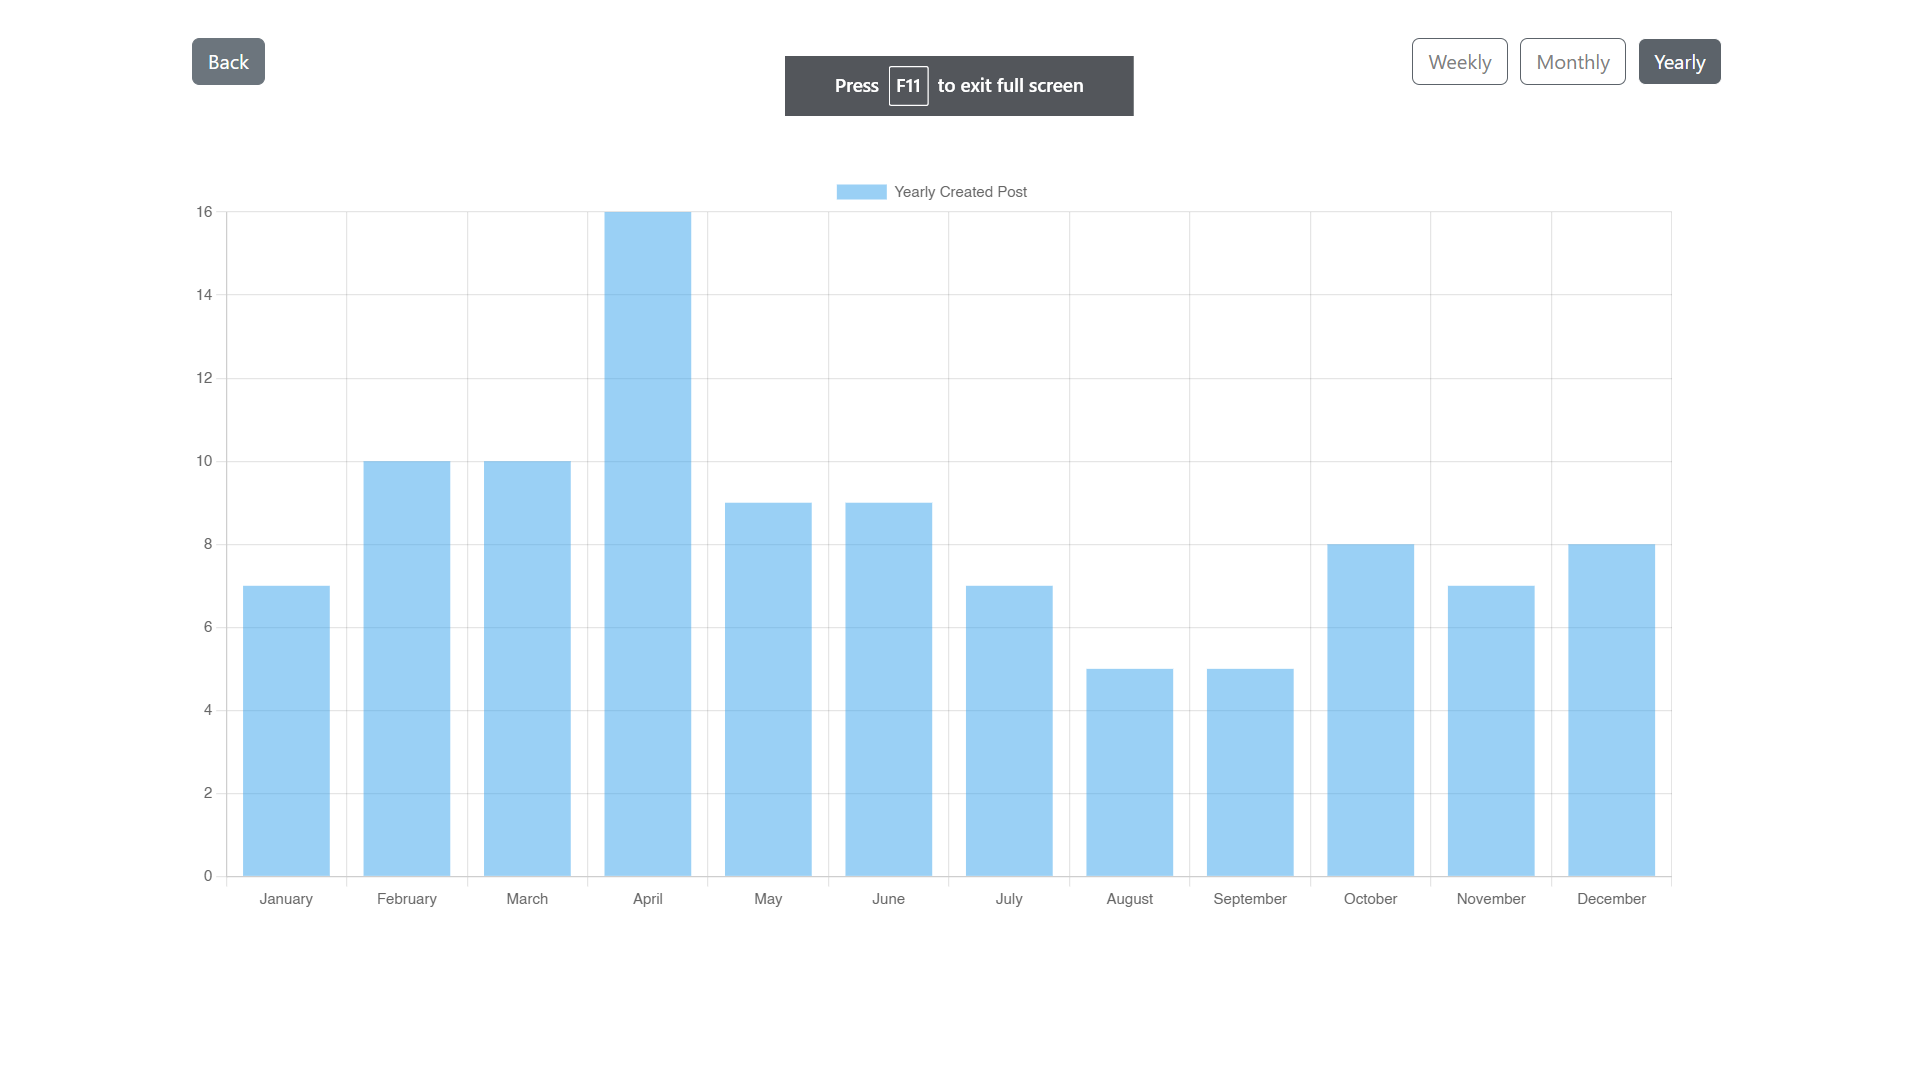 Back
Press F11 to exit full screen
Weekly Monthly Yearly
Yearly Created Post
16
14
12
10
8
6
4
2
0
January February March April May June July August September October November December